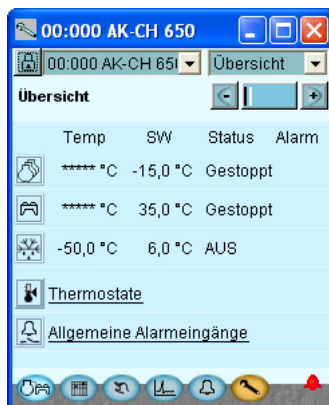 00:000 AK-CH 650
00:000 AK-CH 65 Übersicht
Übersicht
Temp SW Status Alarm
***** °C -15,0 °C Gestoppt
***** °C 35,0 °C Gestoppt
-50,0 °C 6,0 °C AUS
Thermostate
Allgemeine Alarmeingänge